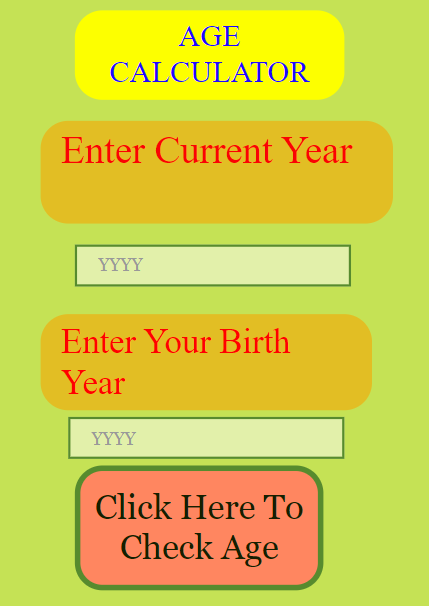 AGE
CALCULATOR
Enter Current Year
YYYY
Enter Your Birth
Year
YYYY
Click Here To
Check Age